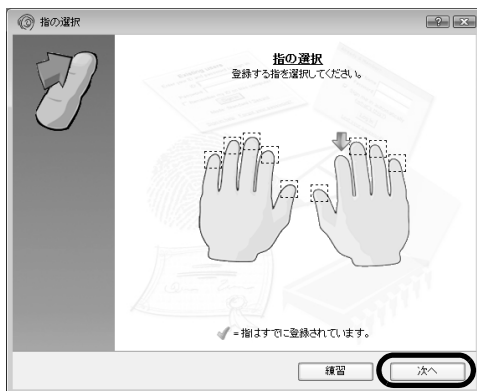 指の選択
指の選択
登録する指を選択してください。
= 指はすでに登録されています。
練習
次へ